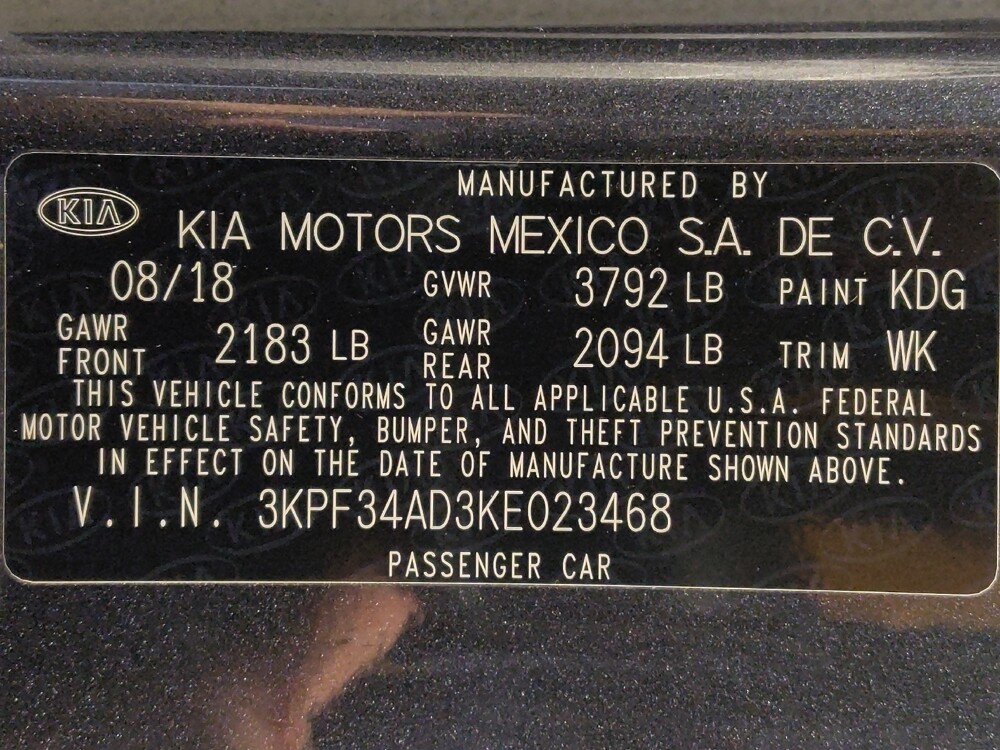 MANUFACTURED BY
KIA
KIA MOTORS MEXICO S.A. DE C.V.
08/18 GVWR 3792 LB PAINT KDG
GAWR FRONT 2183 LB GAWR REAR 2094 LB TRIM WK
THIS VEHICLE CONFORMS TO ALL APPLICABLE U.S.A. FEDERAL
MOTOR VEHICLE SAFETY, BUMPER, AND THEFT PREVENTION STANDARDS
IN EFFECT ON THE DATE OF MANUFACTURE SHOWN ABOVE.
V.I.N. 3KPF34AD3KE023468
PASSENGER CAR